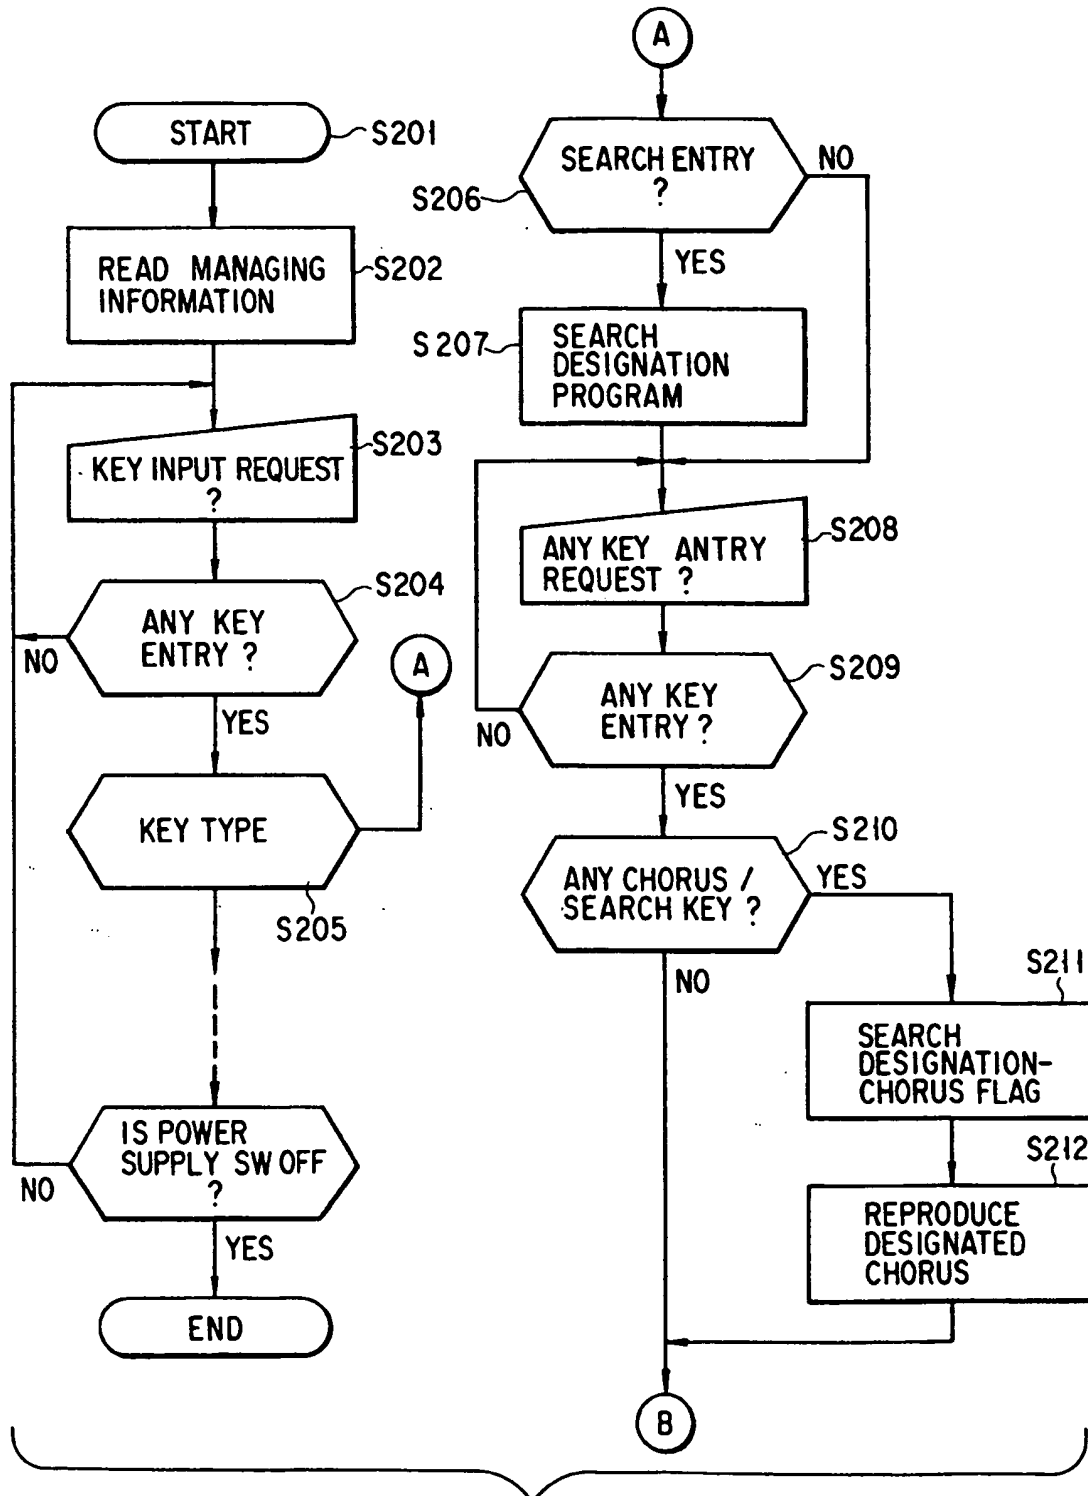 START
S201
READ MANAGING
INFORMATION
S202
KEY INPUT REQUEST
?
S203
ANY KEY
ENTRY ?
S204
NO
YES
A
KEY TYPE
S205
IS POWER
SUPPLY SW OFF
?
NO
YES
END
A
SEARCH ENTRY
?
S206
NO
YES
SEARCH
DESIGNATION
PROGRAM
S207
ANY KEY ANTRY
REQUEST ?
S208
ANY KEY
ENTRY ?
S209
NO
YES
ANY CHORUS /
SEARCH KEY ?
S210
YES
NO
S211
SEARCH
DESIGNATION-
CHORUS FLAG
S212
REPRODUCE
DESIGNATED
CHORUS
B